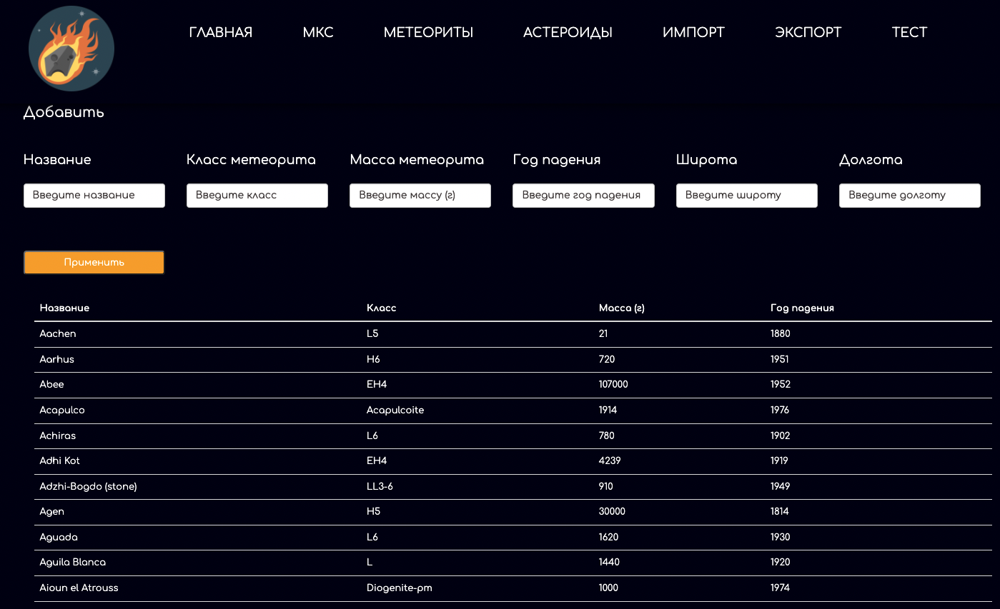 ГЛАВНАЯ МКС МЕТЕОРИТЫ АСТЕРОИДЫ ИМПОРТ ЭКСПОРТ ТЕСТ
Добавить
Название Класс метеорита Масса метеорита Год падения Широта Долгота
Введите название Введите класс Введите массу (г) Введите год падения Введите широту Введите долготу
Применить
Название Класс Масса (г) Год падения
Aachen L5 21 1880
Aarhus H6 720 1951
Abee EH4 107000 1952
Acapulco Acapulcoite 1914 1976
Achiras L6 780 1902
Adhi Kot EH4 4239 1919
Adzhi-Bogdo (stone) LL3-6 910 1949
Agen H5 30000 1814
Aguada L6 1620 1930
Aguila Blanca L 1440 1920
Aioun el Atrouss Diogenite-pm 1000 1974